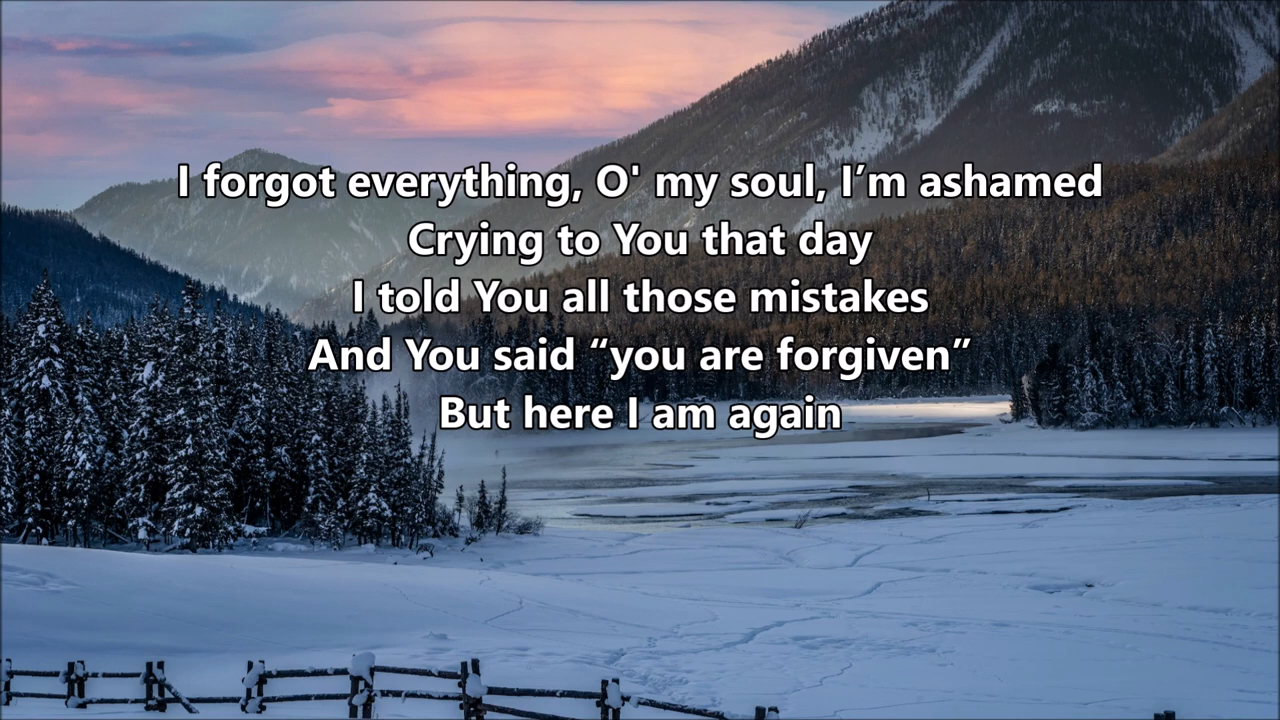 I forgot everything, O' my soul, I’m ashamed
Crying to You that day
I told You all those mistakes
And You said “you are forgiven”
But here I am again